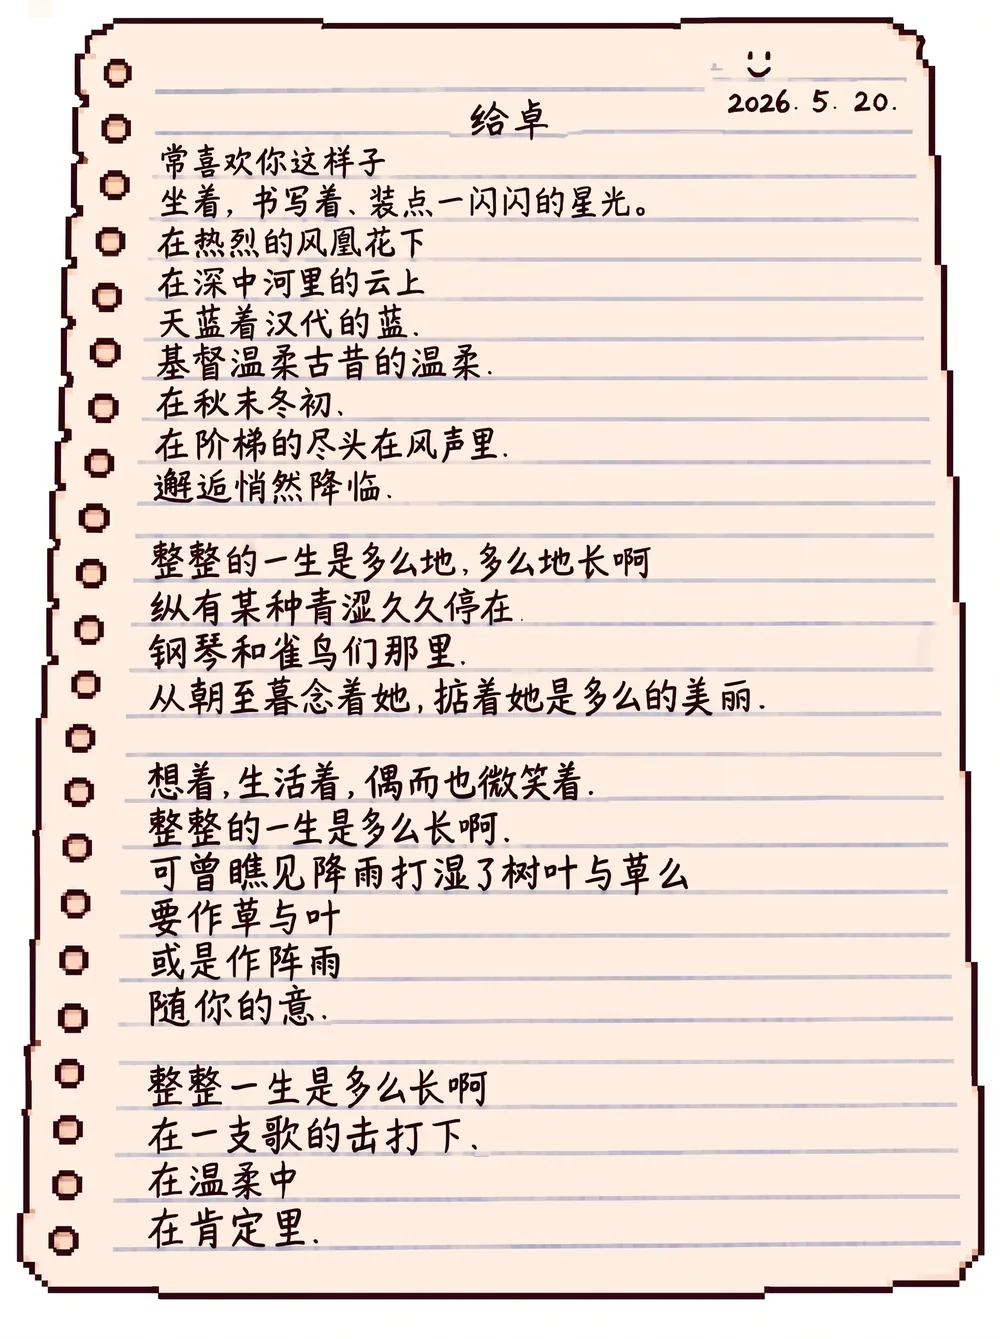 2026. 5. 20.
给卓
常喜欢你这样子
坐着，书写着、装点一闪闪的星光。
在热烈的风凰花下
在深中河里的云上
天蓝着汉代的蓝.
基督温柔古昔的温柔.
在秋末冬初、
在阶梯的尽头在风声里.
邂逅悄然降临.
整整的一生是多么地,多么地长啊
纵有某种青涩久久停在.
钢琴和雀鸟们那里.
从朝至暮念着她,掂着她是多么的美丽.
想着,生活着,偶而也微笑着.
整整的一生是多么长啊.
可曾瞧见降雨打湿了树叶与草么
要作草与叶
或是作阵雨
随你的意.
整整一生是多么长啊
在一支歌的击打下、
在温柔中
在肯定里.